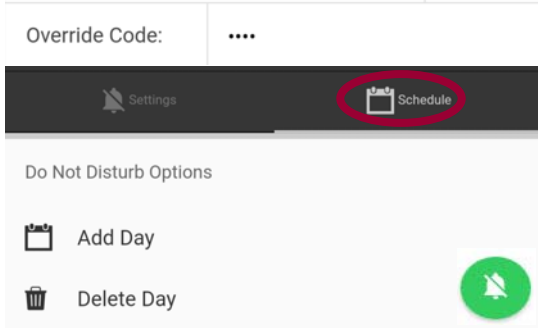 Override Code: ••••
Settings Schedule
Do Not Disturb Options
Add Day
Delete Day